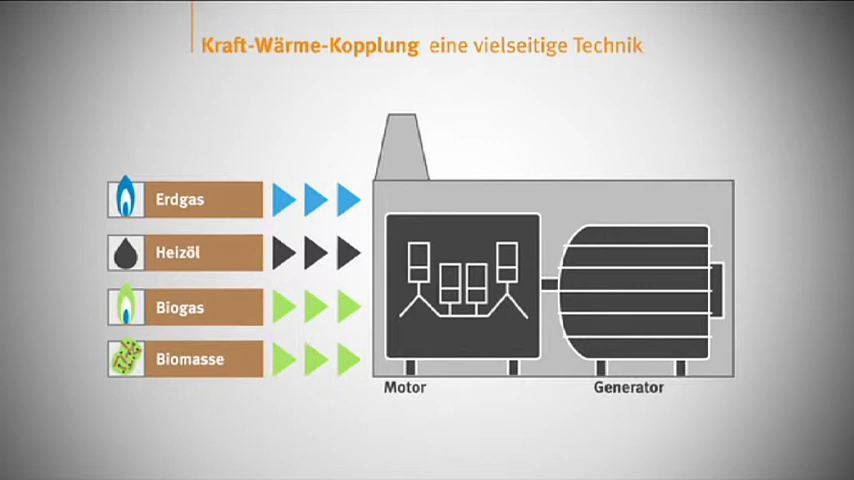 Kraft-Wärme-Kopplung eine vielseitige Technik
Erdgas
Heizöl
Biogas
Biomasse
Motor
Generator